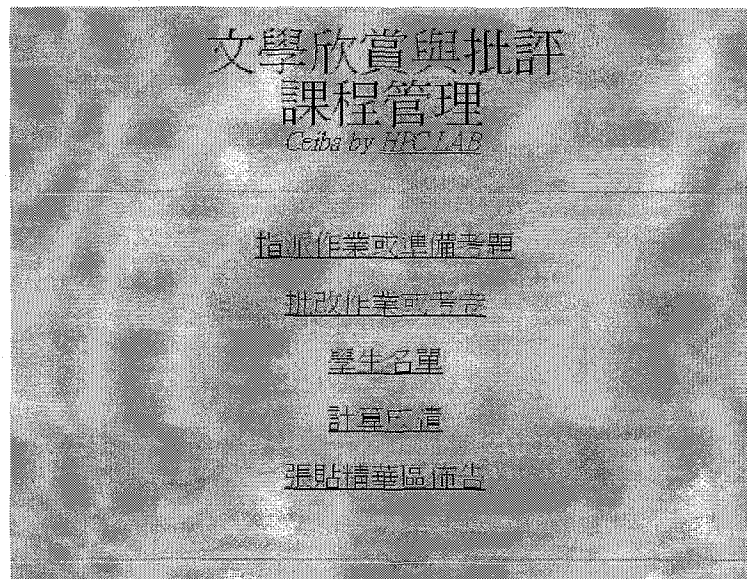 文學欣賞與批評
課程管理
Ceiba by HPC LAB
指派作業或準備考題
批改作業或考卷
學生名單
計算成績
張貼精華區佈告